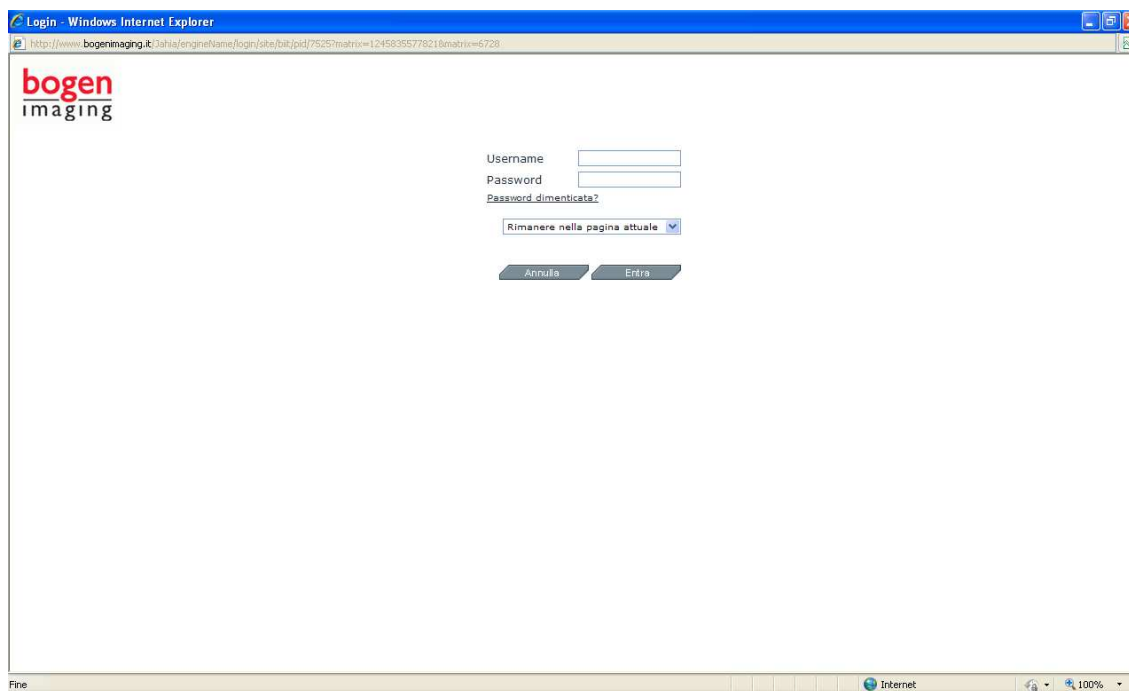 Login - Windows Internet Explorer
http://www.bogenimaging.it/Jahia/engineName/login/site/biit/pid/7525?matrix=1245835577821&matrix=6728
bogen
imaging
Username
Password
Password dimenticata?
Rimanere nella pagina attuale
Annulla Entra
Fine Internet 100%